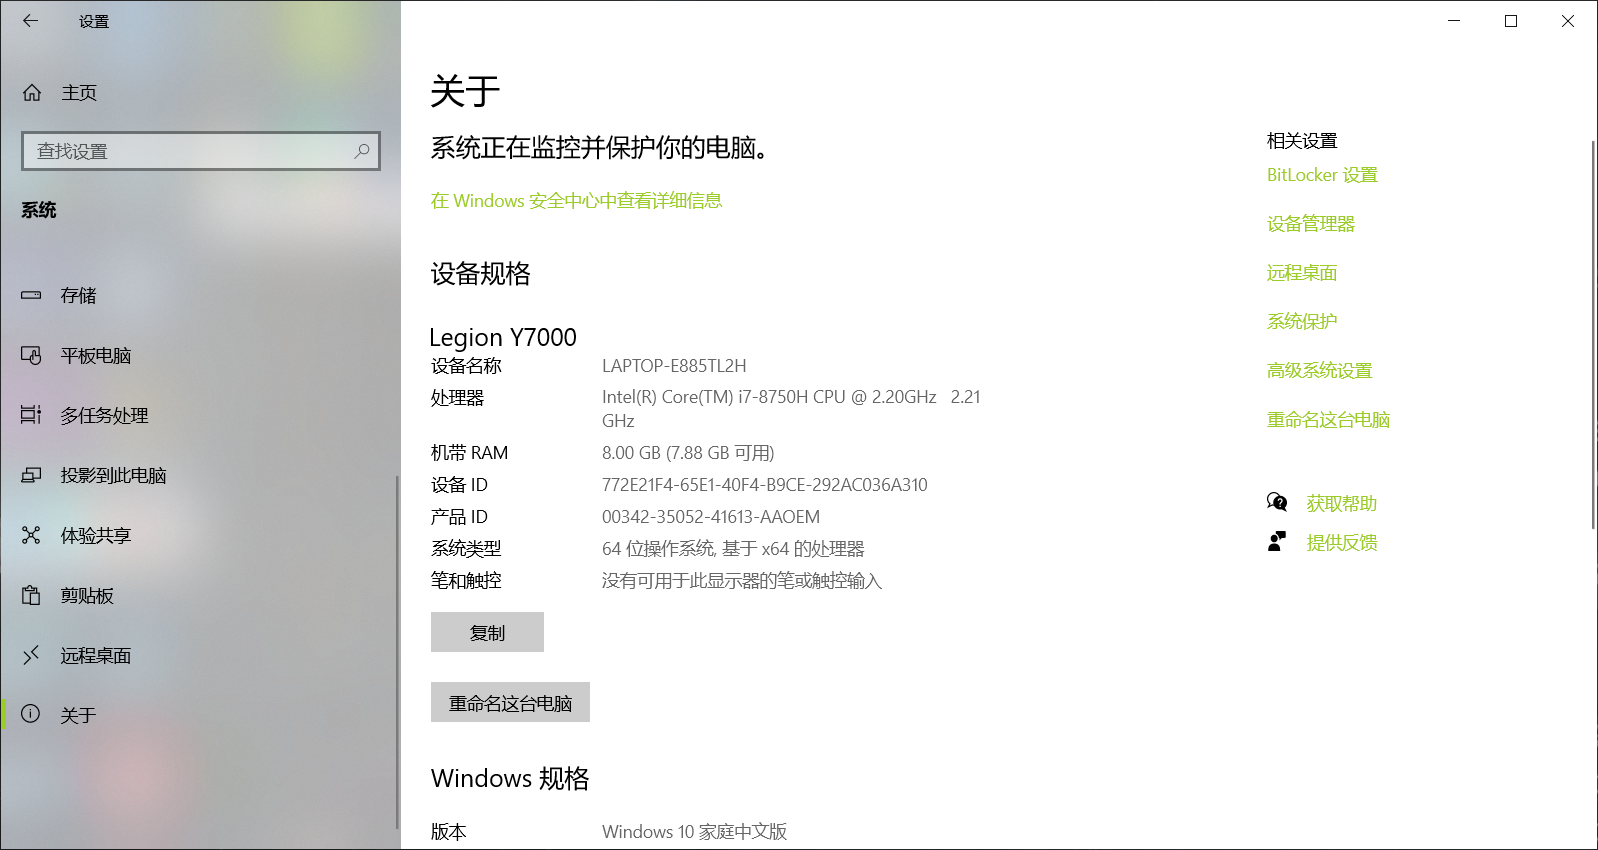 设置
主页
查找设置
系统
存储
平板电脑
多任务处理
投影到此电脑
体验共享
剪贴板
远程桌面
关于
关于
系统正在监控并保护你的电脑。
在 Windows 安全中心中查看详细信息
设备规格
Legion Y7000
设备名称 LAPTOP-E885TL2H
处理器 Intel(R) Core(TM) i7-8750H CPU @ 2.20GHz 2.21
GHz
机带 RAM 8.00 GB (7.88 GB 可用)
设备 ID 772E21F4-65E1-40F4-B9CE-292AC036A310
产品 ID 00342-35052-41613-AAOEM
系统类型 64 位操作系统, 基于 x64 的处理器
笔和触控 没有可用于此显示器的笔或触控输入
复制
重命名这台电脑
Windows 规格
版本 Windows 10 家庭中文版
相关设置
BitLocker 设置
设备管理器
远程桌面
系统保护
高级系统设置
重命名这台电脑
获取帮助
提供反馈